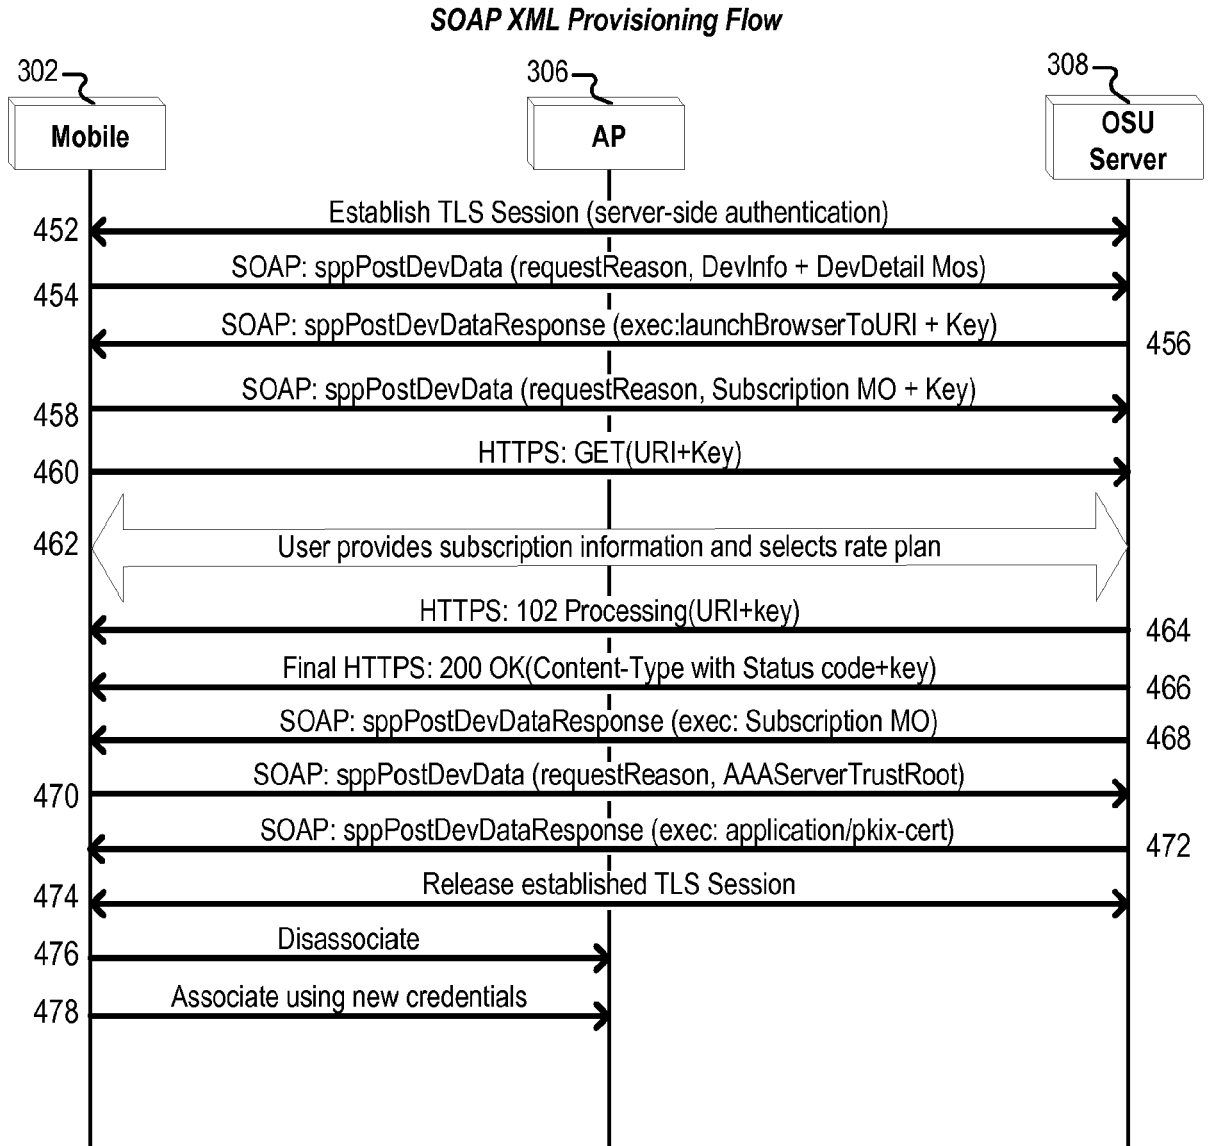 SOAP XML Provisioning Flow
302
306
308
Mobile
AP
OSU
Server
Establish TLS Session (server-side authentication)
452
SOAP: sppPostDevData (requestReason, DevInfo + DevDetail Mos)
454
SOAP: sppPostDevDataResponse (exec:launchBrowserToURI + Key)
456
SOAP: sppPostDevData (requestReason, Subscription MO + Key)
458
HTTPS: GET(URI+Key)
460
462
User provides subscription information and selects rate plan
HTTPS: 102 Processing(URI+key)
464
Final HTTPS: 200 OK(Content-Type with Status code+key)
466
SOAP: sppPostDevDataResponse (exec: Subscription MO)
468
SOAP: sppPostDevData (requestReason, AAAServerTrustRoot)
470
SOAP: sppPostDevDataResponse (exec: application/pkix-cert)
472
Release established TLS Session
474
Disassociate
476
Associate using new credentials
478